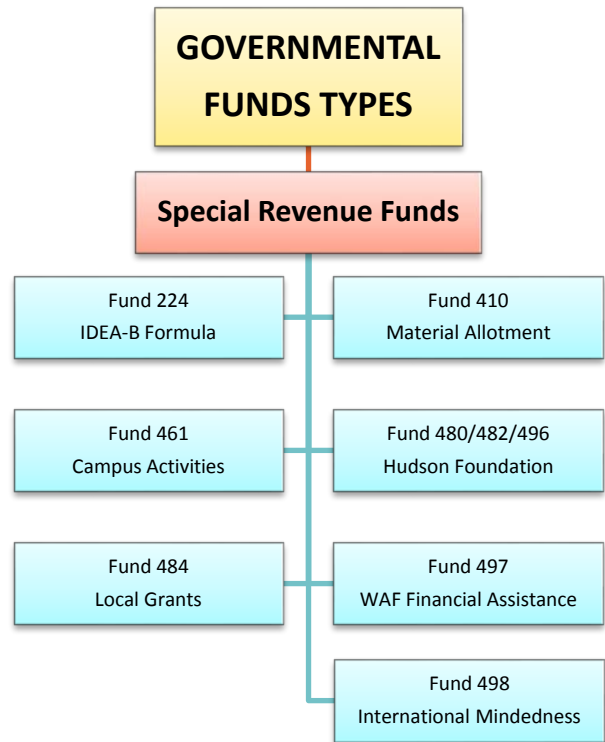 GOVERNMENTAL
FUNDS TYPES
Special Revenue Funds
Fund 224
IDEA-B Formula
Fund 410
Material Allotment
Fund 461
Campus Activities
Fund 480/482/496
Hudson Foundation
Fund 484
Local Grants
Fund 497
WAF Financial Assistance
Fund 498
International Mindedness